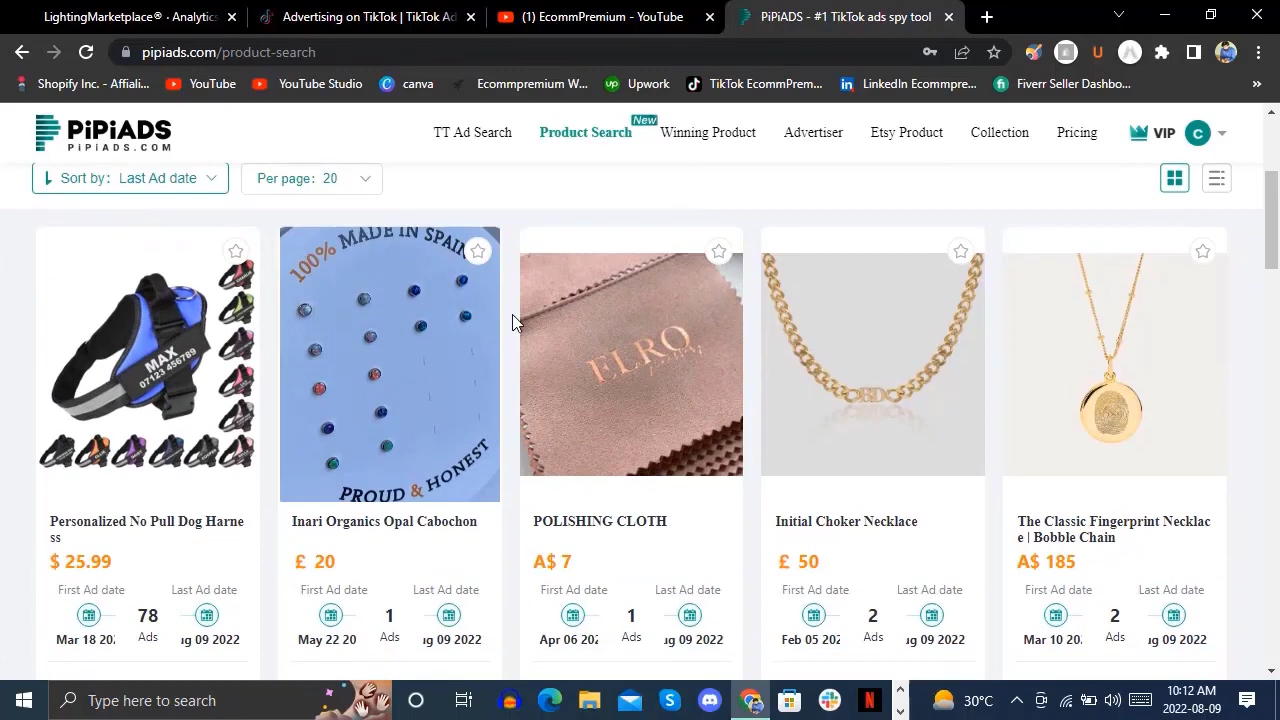 LightingMarketplace® · Analytics
Advertising on TikTok | TikTok Ad
(1) EcommPremium - YouTube
PiPiADS - #1 TikTok ads spy tool
pipiads.com/product-search
Shopify Inc. - Affiali...
YouTube
YouTube Studio
canva
Ecommpremium W...
Upwork
TikTok EcommPrem...
LinkedIn Ecommpre...
Fiverr Seller Dashbo...
PiPiADS
PIPIADS.COM
TT Ad Search
Product Search
New
Winning Product
Advertiser
Etsy Product
Collection
Pricing
VIP
C
Sort by: Last Ad date
Per page: 20
MAX
07123 456789
100% MADE IN SPAIN
PROUD & HONEST
ELRO
BD
Personalized No Pull Dog Harne
ss
$ 25.99
First Ad date
Last Ad date
78
Ads
Mar 18 20
ug 09 2022
Inari Organics Opal Cabochon
£ 20
First Ad date
Last Ad date
1
Ads
May 22 20
ug 09 2022
POLISHING CLOTH
A$ 7
First Ad date
Last Ad date
1
Ads
Apr 06 202
ug 09 2022
Initial Choker Necklace
£ 50
First Ad date
Last Ad date
2
Ads
Feb 05 202
ug 09 2022
The Classic Fingerprint Necklac
e | Bobble Chain
A$ 185
First Ad date
Last Ad date
2
Ads
Mar 10 20
ug 09 2022
Type here to search
30°C
10:12 AM
2022-08-09